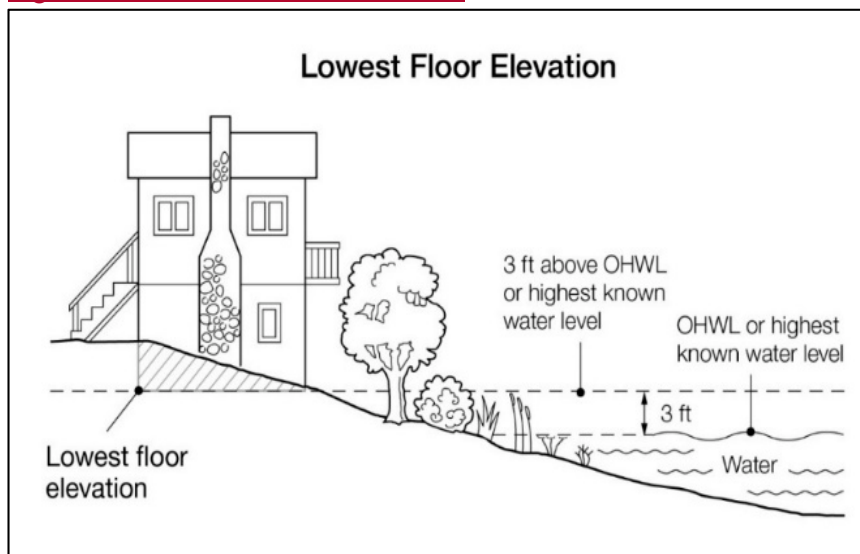 Lowest Floor Elevation
3 ft above OHWL
or highest known
water level
OHWL or highest
known water level
3 ft
Water
Lowest floor
elevation